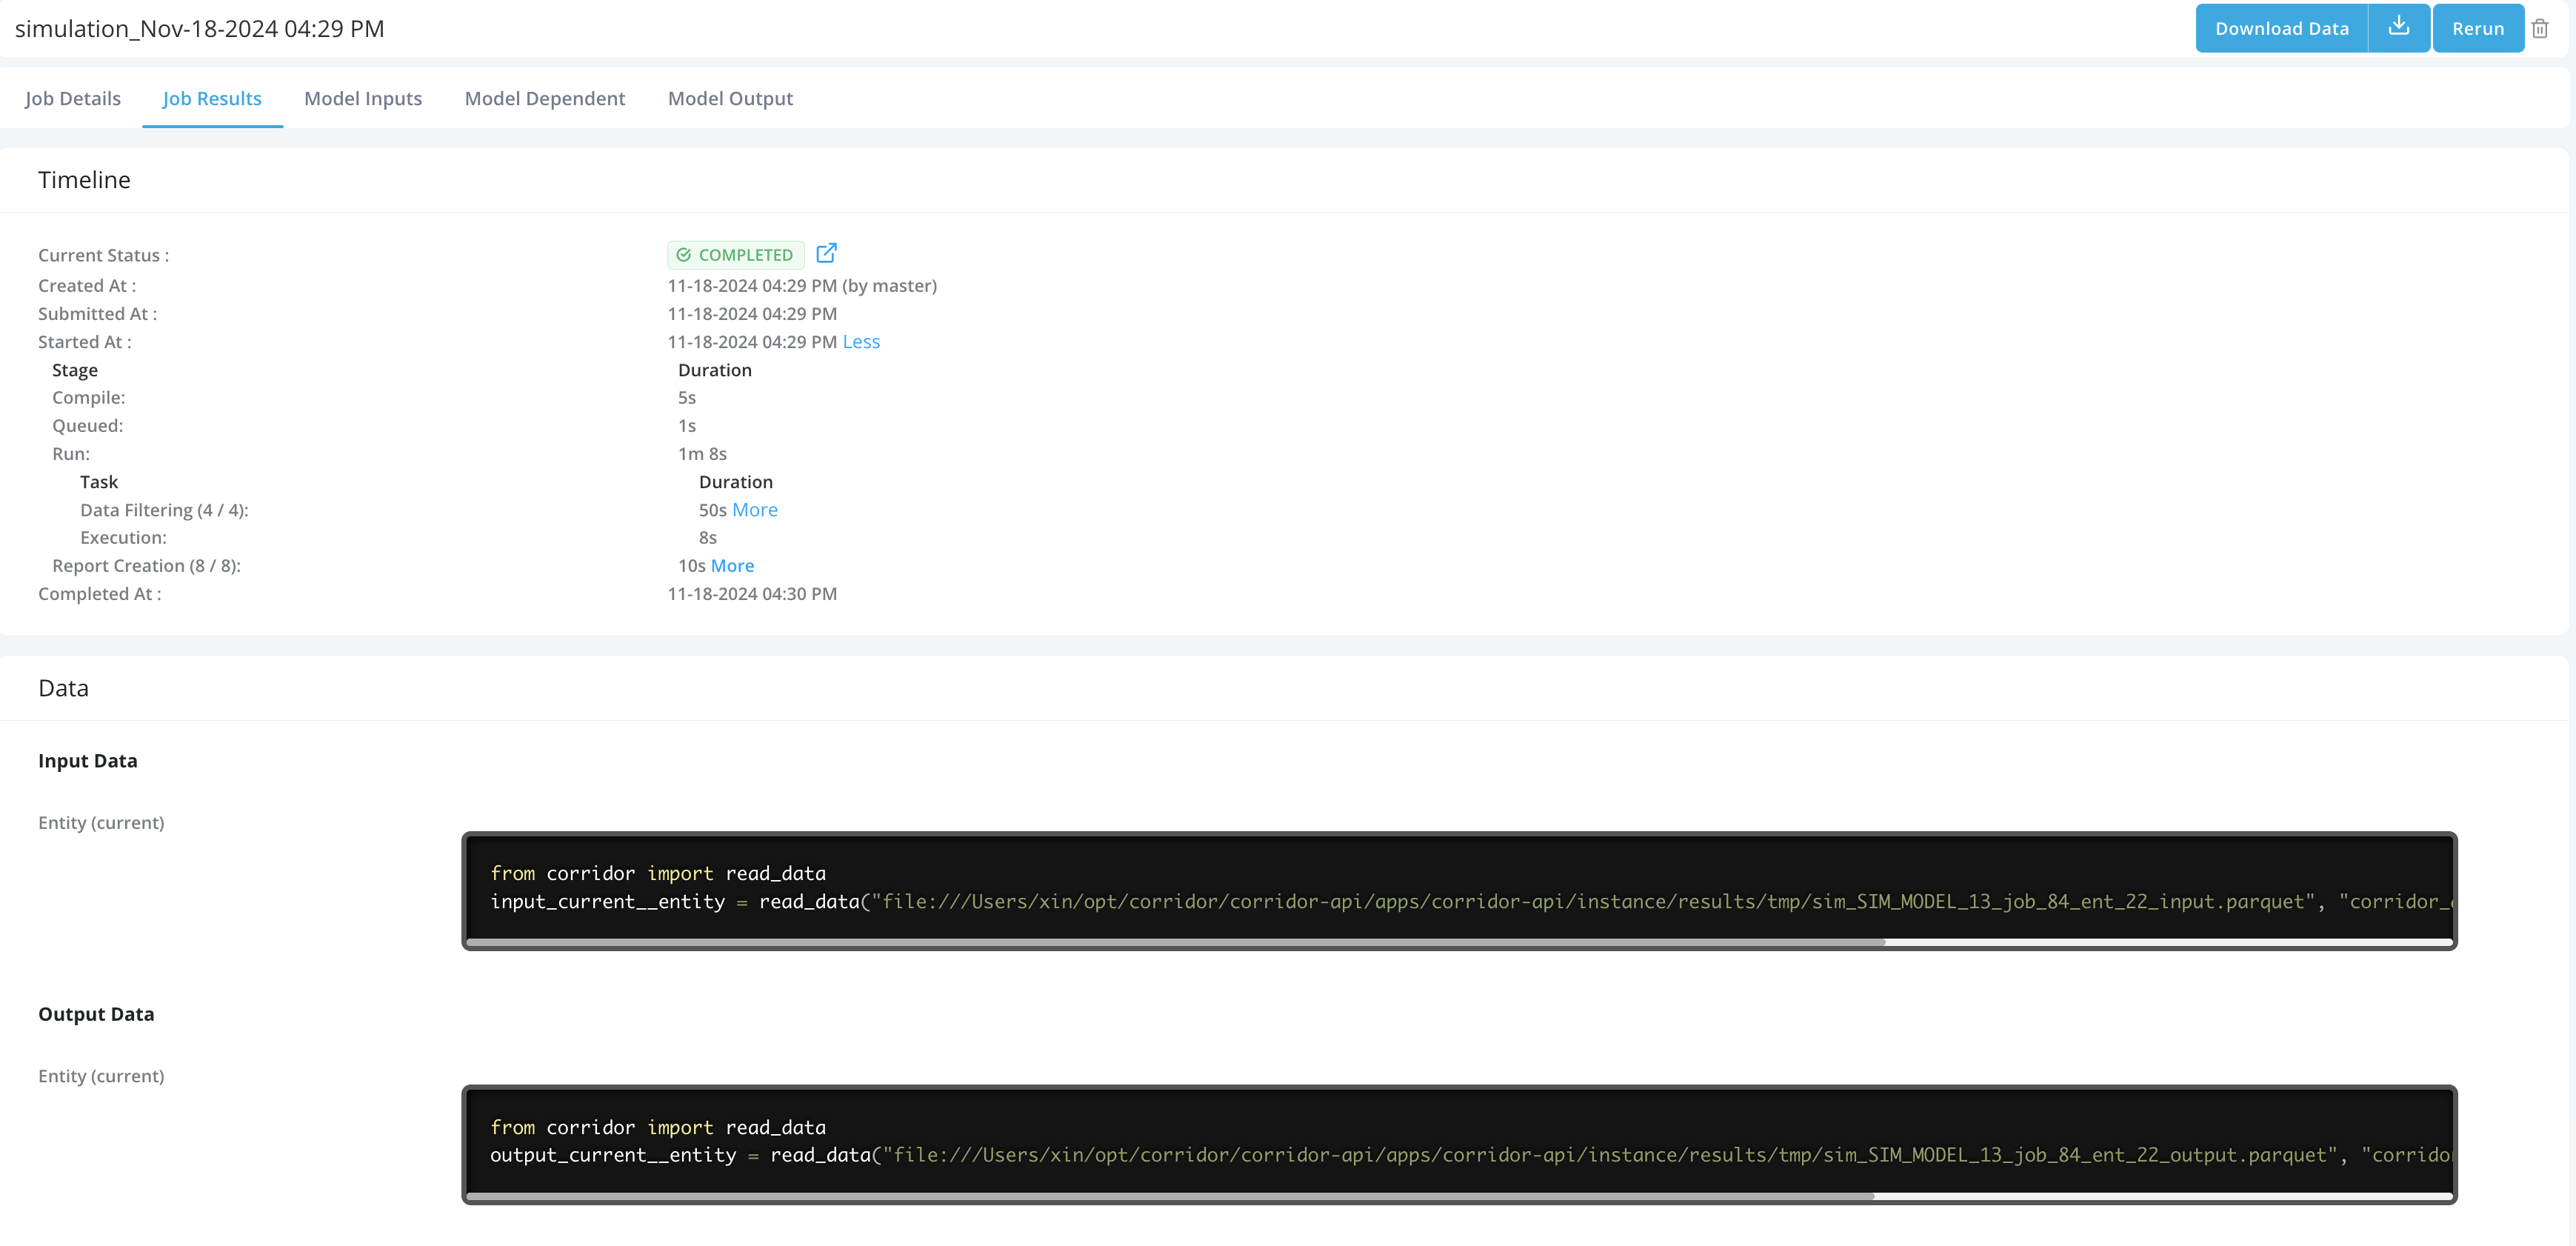 simulation_Nov-18-2024 04:29 PM
Download Data
Rerun
Job Details Job Results Model Inputs Model Dependent Model Output
Timeline
Current Status : COMPLETED
Created At : 11-18-2024 04:29 PM (by master)
Submitted At : 11-18-2024 04:29 PM
Started At : 11-18-2024 04:29 PM Less
Stage Duration
Compile: 5s
Queued: 1s
Run: 1m 8s
Task Duration
Data Filtering (4 / 4): 50s More
Execution: 8s
Report Creation (8 / 8): 10s More
Completed At : 11-18-2024 04:30 PM
Data
Input Data
Entity (current)
from corridor import read_data
input_current__entity = read_data("file:///Users/xin/opt/corridor/corridor-api/apps/corridor-api/instance/results/tmp/sim_SIM_MODEL_13_job_84_ent_22_input.parquet", "corridor_
Output Data
Entity (current)
from corridor import read_data
output_current__entity = read_data("file:///Users/xin/opt/corridor/corridor-api/apps/corridor-api/instance/results/tmp/sim_SIM_MODEL_13_job_84_ent_22_output.parquet", "corrido